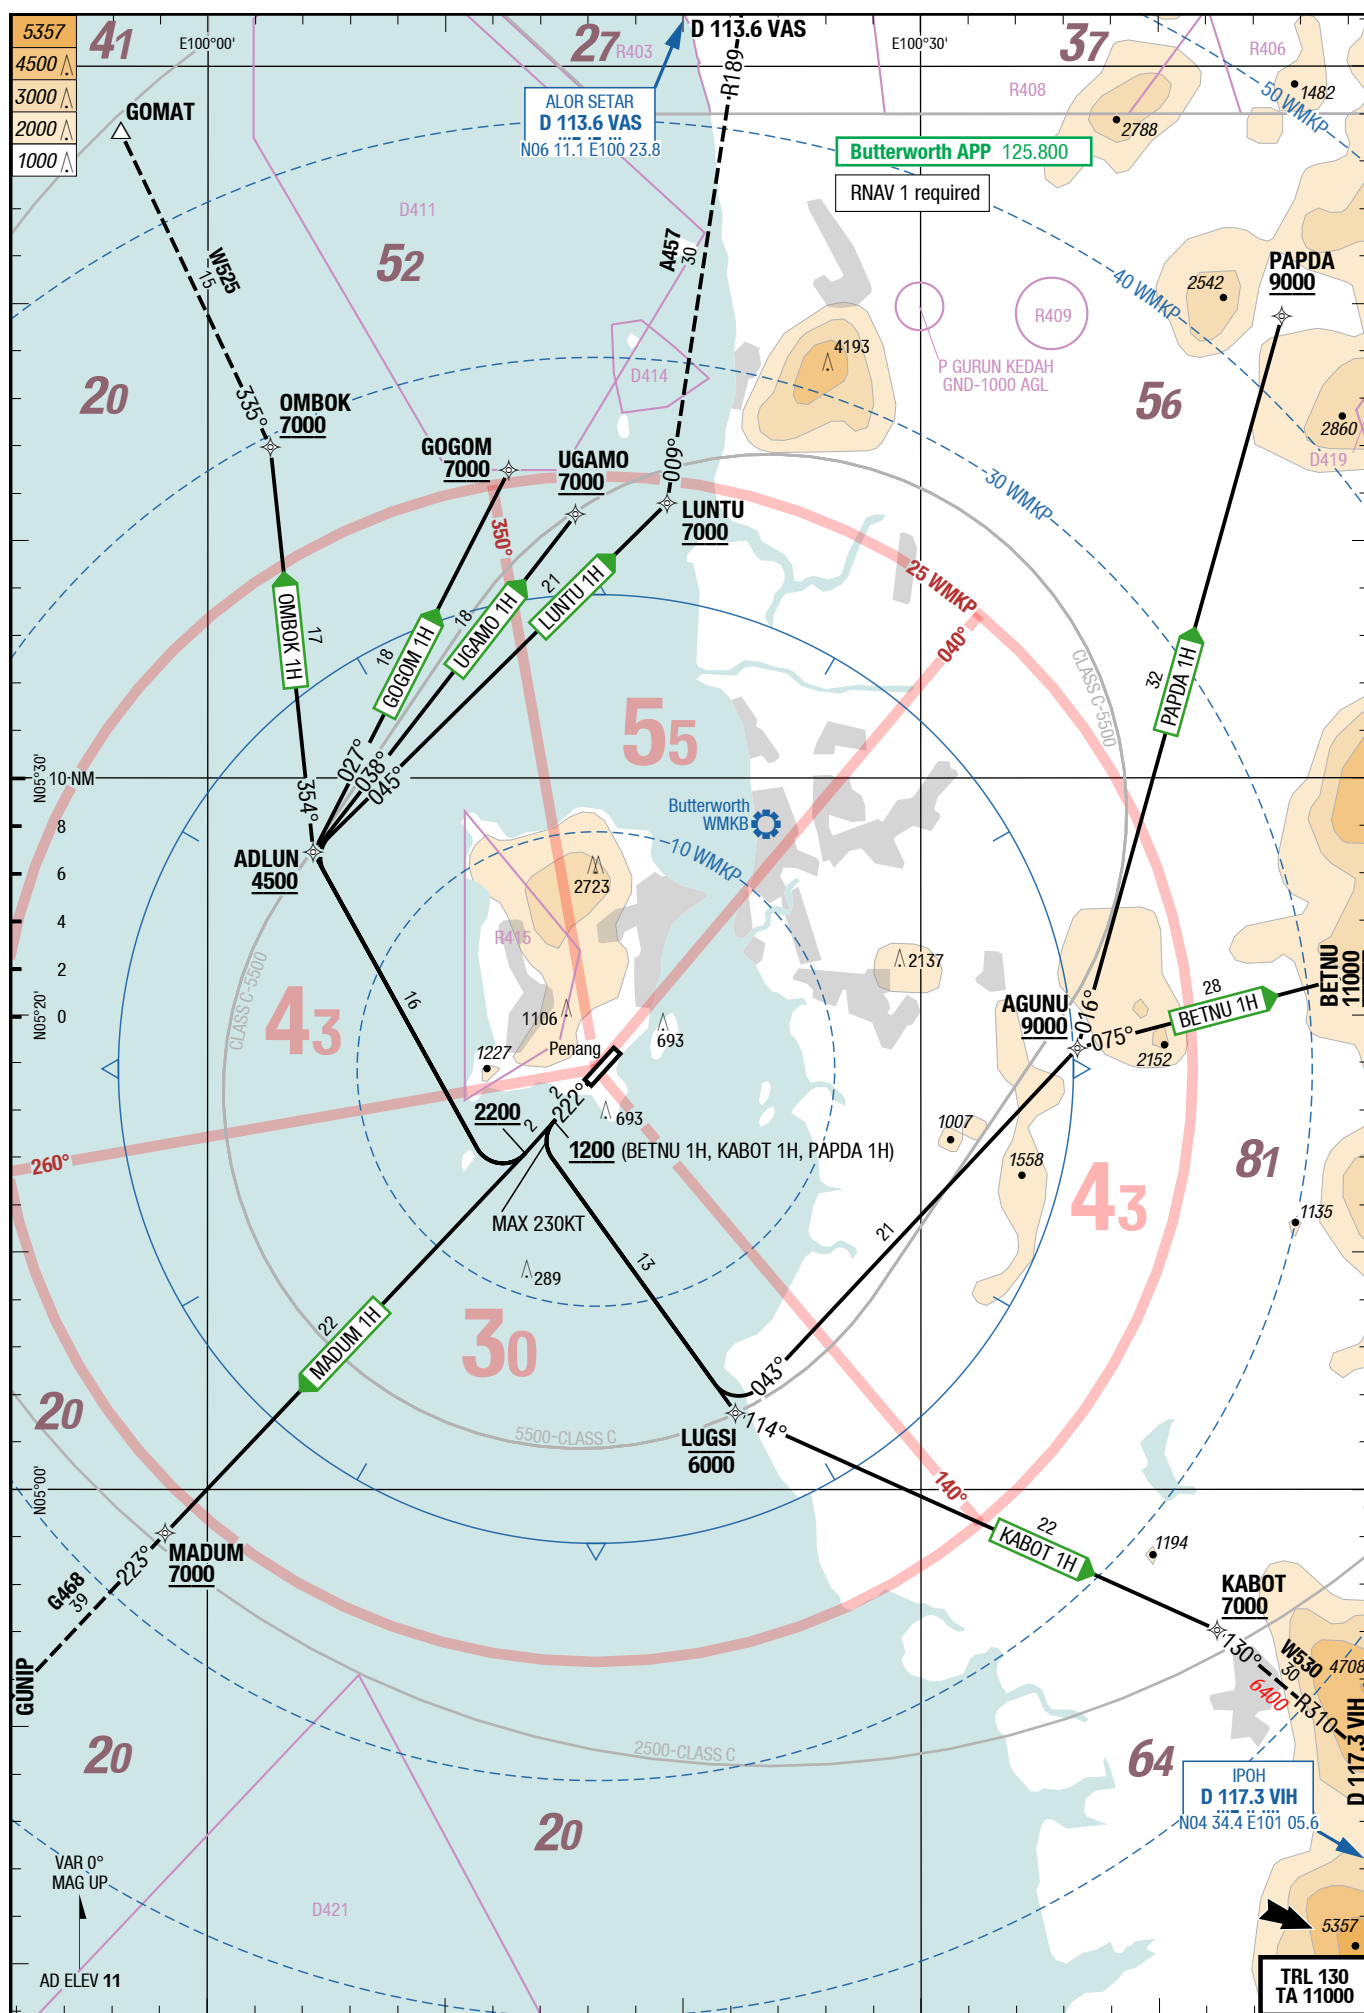 5357
4500
3000
2000
1000
41
E100°00'
27
R403
D 113.6 VAS
R189
E100°30'
37
R406
R408
1482
50 WMKP
2788
GOMAT
ALOR SETAR
D 113.6 VAS
N06 11.1 E100 23.8
Butterworth APP 125.800
RNAV 1 required
D411
52
W525
15
A457
30
2542
40 WMKP
PAPDA
9000
R409
P GURUN KEDAH
GND-1000 AGL
D414
4193
20
335°
OMBOK
7000
56
2860
D419
GOGOM
7000
UGAMO
7000
009°
LUNTU
7000
30 WMKP
350°
25 WMKP
040°
OMBOK 1H
17
GOGOM 1H
18
UGAMO 1H
18
LUNTU 1H
21
CLASS C-5500
PAPDA 1H
32
55
N05°30'
10 NM
8
6
4
2
0
354°
027°
038°
045°
Butterworth
WMKB
10 WMKP
ADLUN
4500
2723
R415
2137
BETNU
11000
N05°20'
CLASS C-5500
43
16
1106
693
1227
Penang
AGUNU
9000
016°
075°
28
BETNU 1H
2152
2
222°
2200
2
693
1200 (BETNU 1H, KABOT 1H, PAPDA 1H)
1007
1558
81
260°
43
1135
MAX 230KT
289
13
21
22
MADUM 1H
30
043°
20
5500-CLASS C
LUGSI
6000
114°
N05°00'
140°
22
KABOT 1H
1194
MADUM
7000
223°
G468
39
GUNIP
KABOT
7000
130°
W530
30
6400
R310
4708
D 117.3 VIH
2500-CLASS C
20
64
IPOH
D 117.3 VIH
N04 34.4 E101 05.6
20
VAR 0°
MAG UP
D421
AD ELEV 11
5357
TRL 130
TA 11000